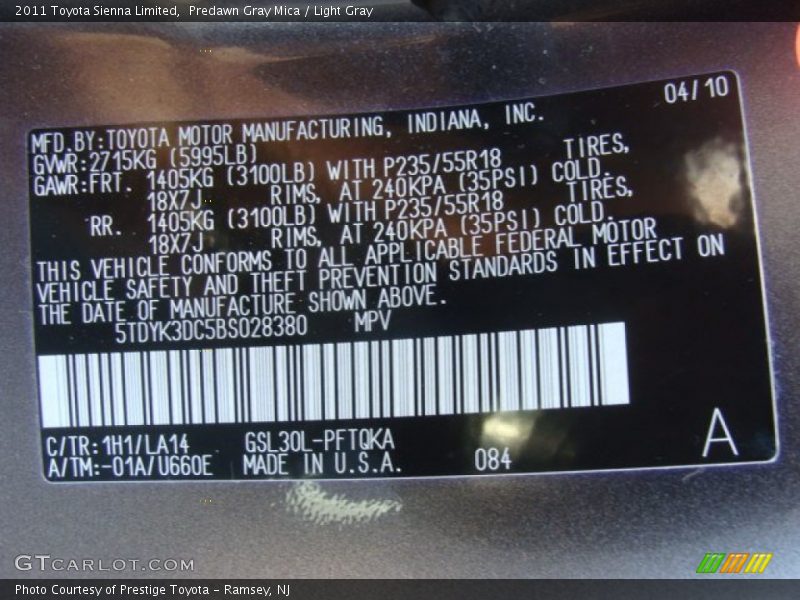 2011 Toyota Sienna Limited, Predawn Gray Mica / Light Gray
04/10
MFD.BY:TOYOTA MOTOR MANUFACTURING, INDIANA, INC.
GVWR:2715KG (5995LB)
GAWR:FRT. 1405KG (3100LB) WITH P235/55R18 TIRES,
18X7J RIMS, AT 240KPA (35PSI) COLD.
RR. 1405KG (3100LB) WITH P235/55R18 TIRES,
18X7J RIMS, AT 240KPA (35PSI) COLD.
THIS VEHICLE CONFORMS TO ALL APPLICABLE FEDERAL MOTOR
VEHICLE SAFETY AND THEFT PREVENTION STANDARDS IN EFFECT ON
THE DATE OF MANUFACTURE SHOWN ABOVE.
5TDYK3DC5BS028380 MPV
C/TR:1H1/LA14 GSL30L-PFTQKA
A/TM:-01A/U660E MADE IN U.S.A. 084
A
GTCARLOT.COM
Photo Courtesy of Prestige Toyota - Ramsey, NJ